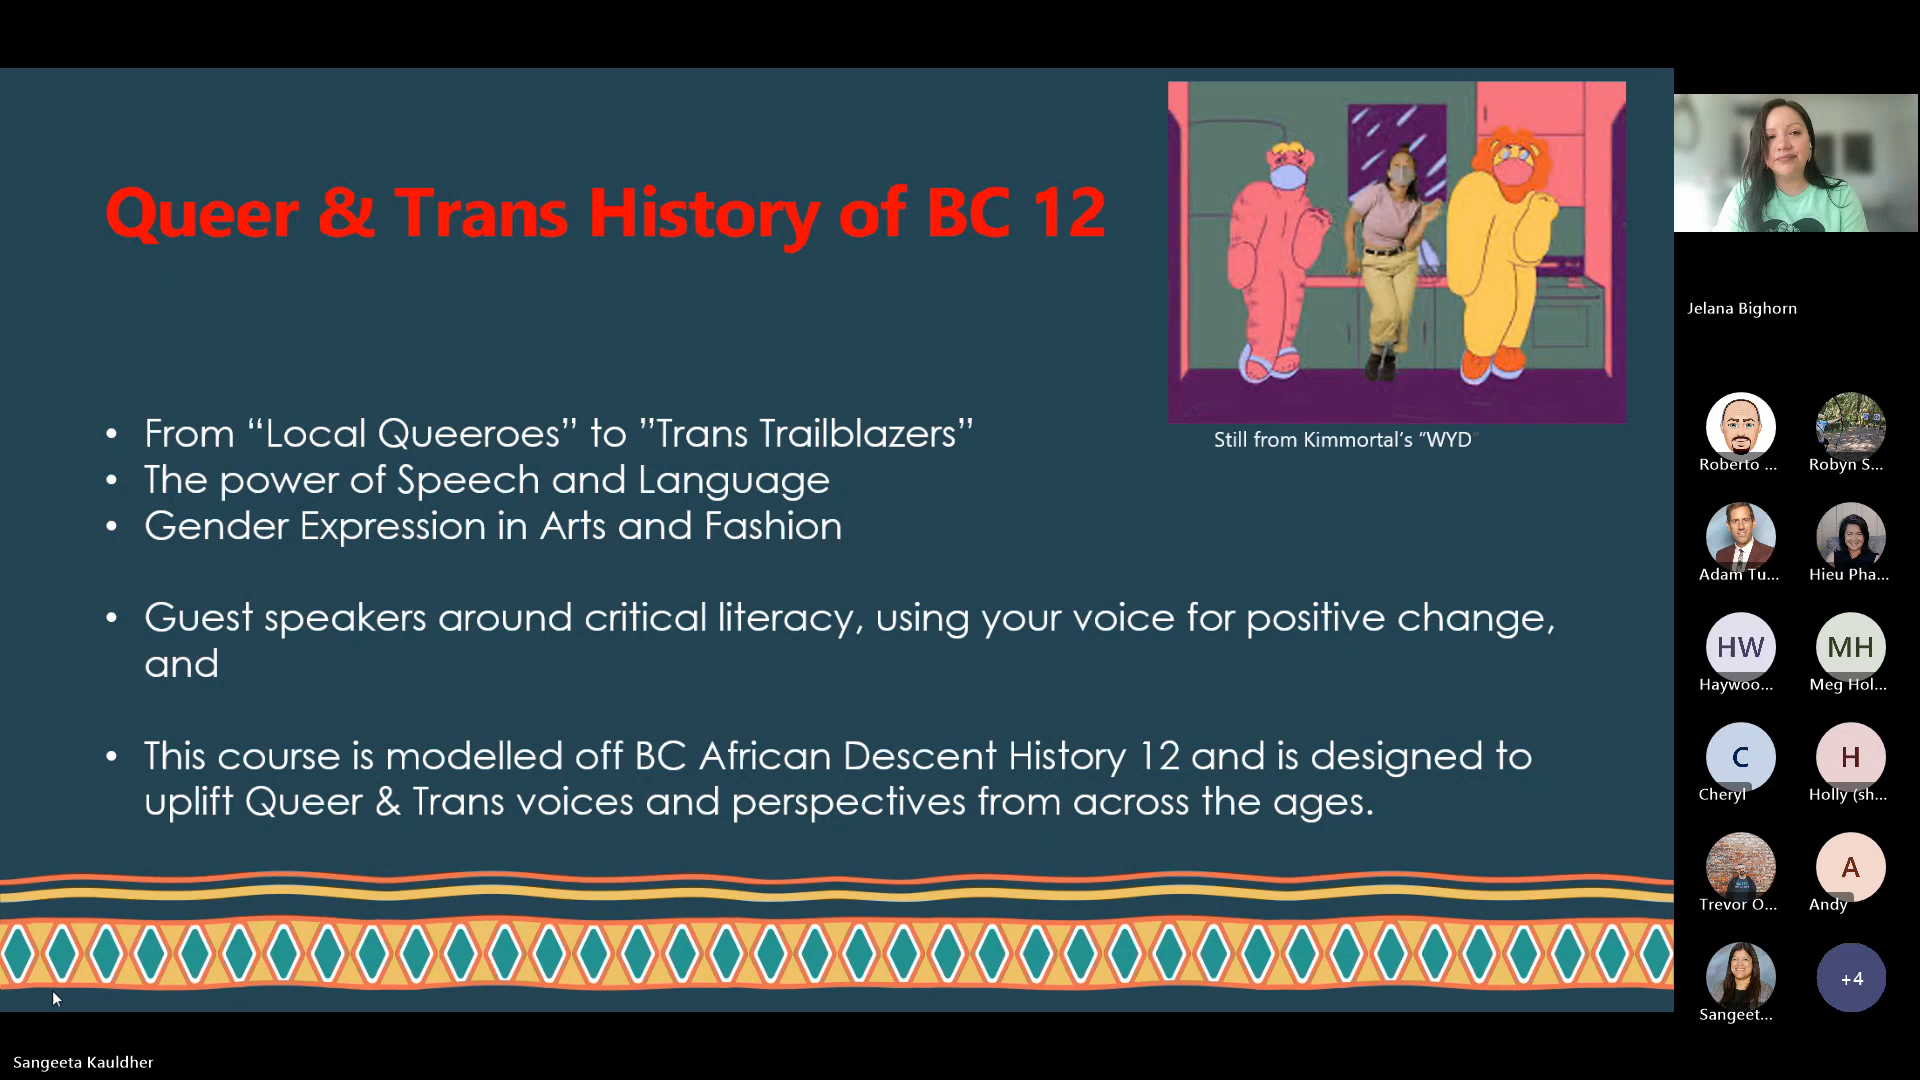 Queer & Trans History of BC 12
Still from Kimmortal’s “WYD”
• From “Local Queeroes” to ”Trans Trailblazers”
• The power of Speech and Language
• Gender Expression in Arts and Fashion
• Guest speakers around critical literacy, using your voice for positive change,
and
• This course is modelled off BC African Descent History 12 and is designed to
uplift Queer & Trans voices and perspectives from across the ages.
Jelana Bighorn
Roberto ...
Robyn S...
Adam Tu...
Hieu Pha...
HW
Haywoo...
MH
Meg Hol...
C
Cheryl
H
Holly (sh...
Trevor O...
A
Andy
Sangeet...
+4
Sangeeta Kauldher